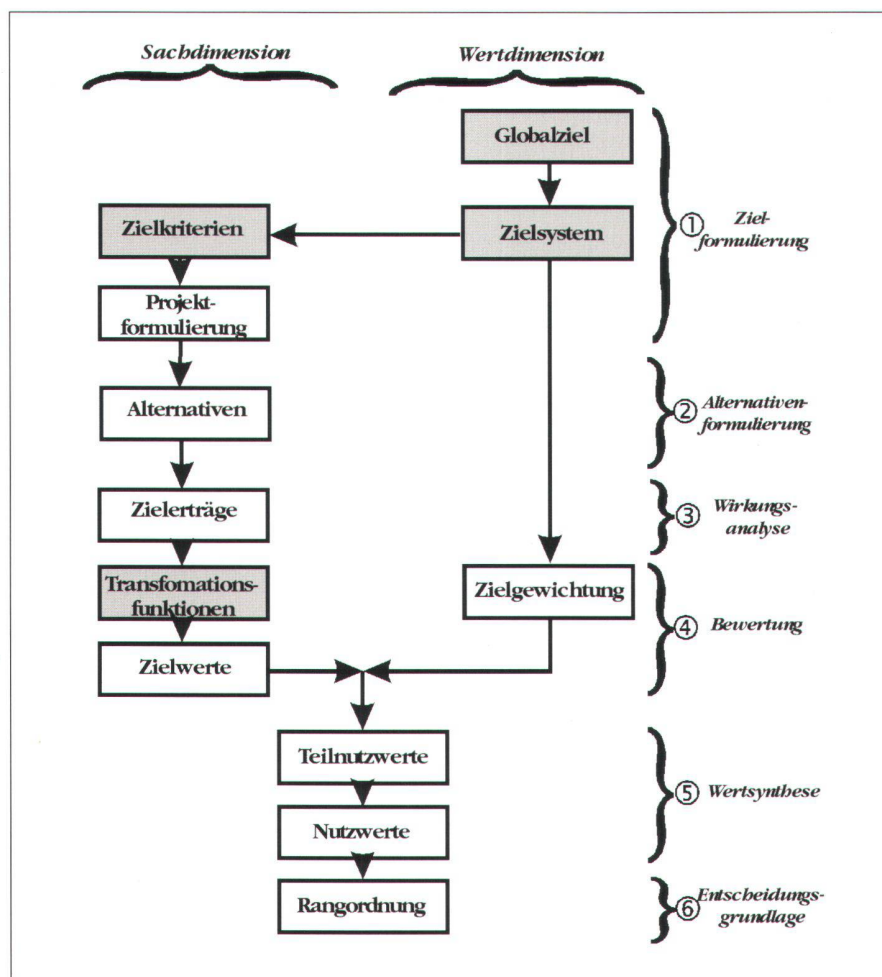 Sachdimension
Wertdimension
Globalziel
Zielkriterien
Zielsystem
① Ziel-
formulierung
Projekt-
formulierung
Alternativen
② Alternativen-
formulierung
Zielerträge
③ Wirkungs-
analyse
Transfomations-
funktionen
Zielgewichtung
④ Bewertung
Zielwerte
Teilnutzwerte
⑤ Wertsynthese
Nutzwerte
Rangordnung
⑥ Entscheidungs-
grundlage